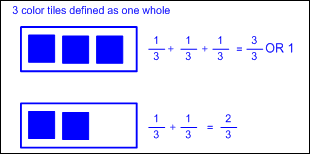 3 color tiles defined as one whole
1/3 + 1/3 + 1/3 = 3/3 OR 1
1/3 + 1/3 = 2/3